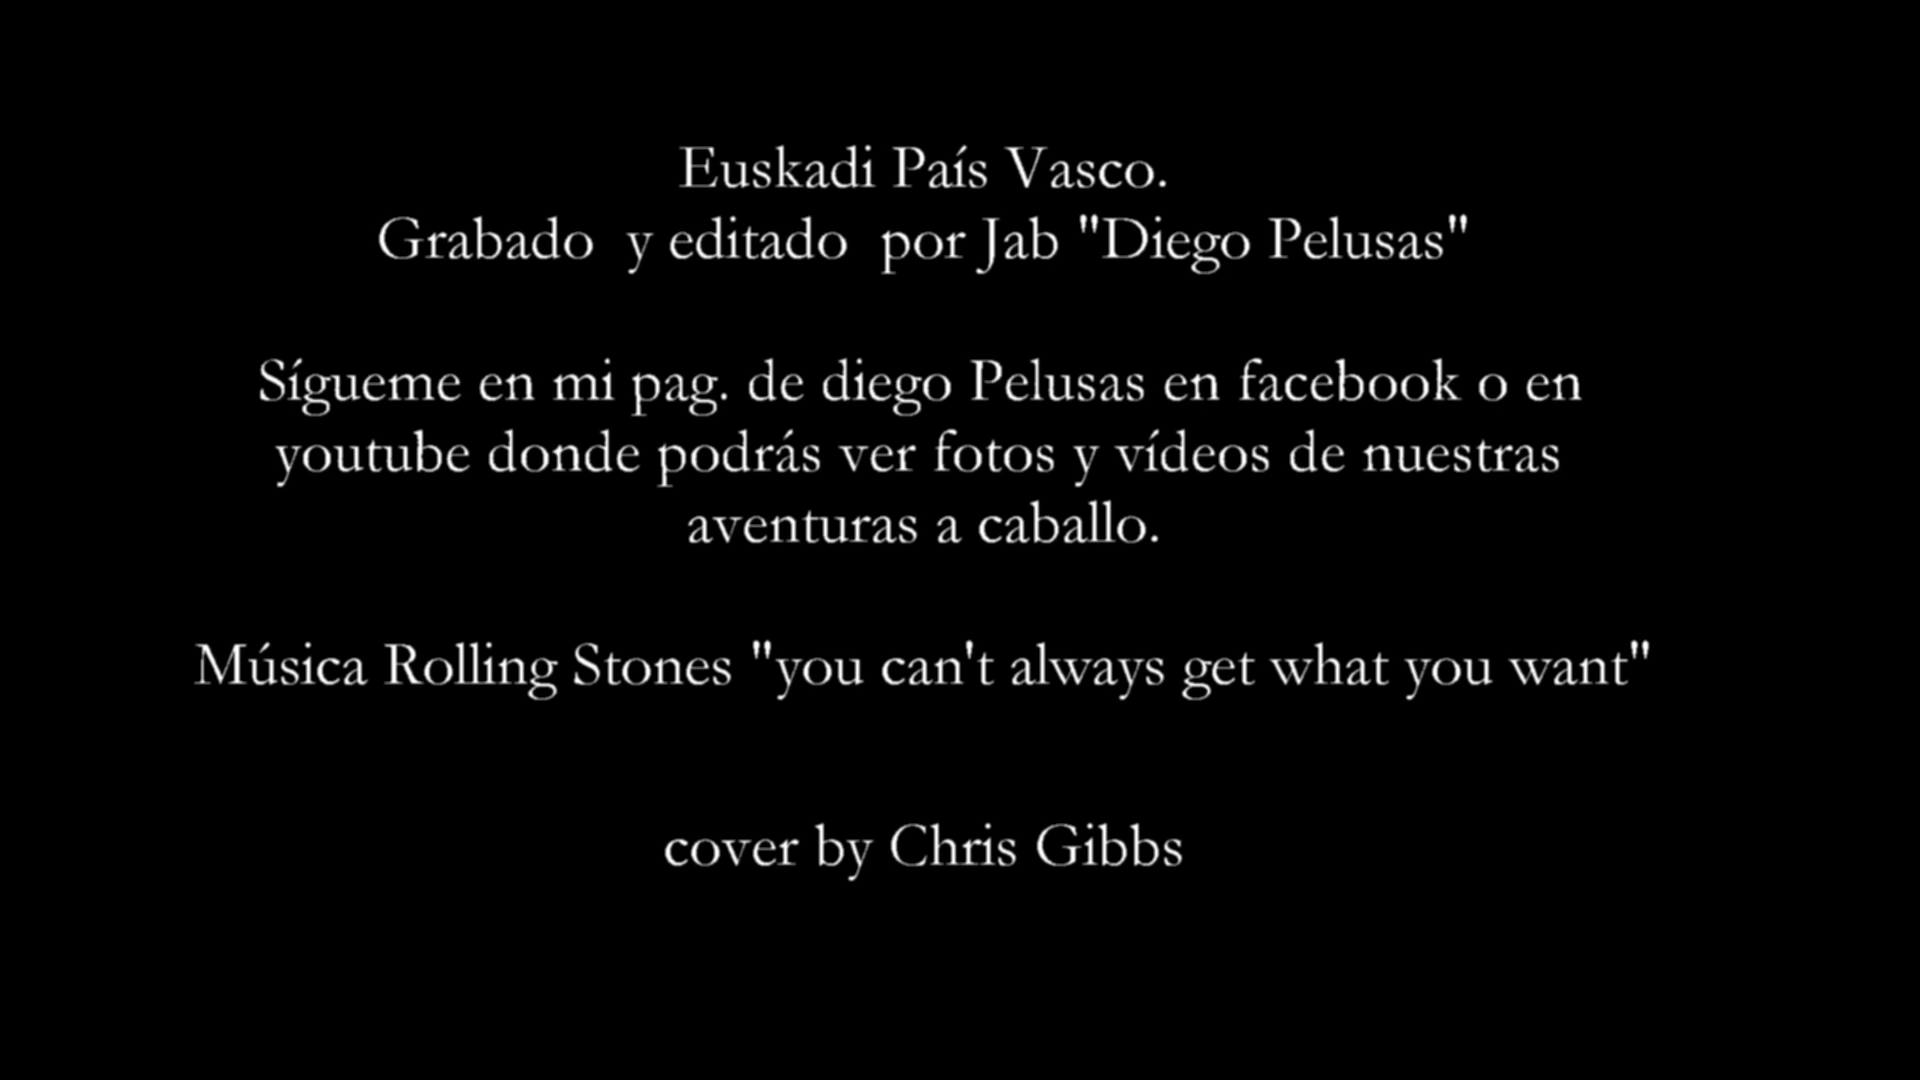 Euskadi País Vasco.
Grabado y editado por Jab "Diego Pelusas"
Sígueme en mi pag. de diego Pelusas en facebook o en
youtube donde podrás ver fotos y vídeos de nuestras
aventuras a caballo.
Música Rolling Stones "you can't always get what you want"
cover by Chris Gibbs